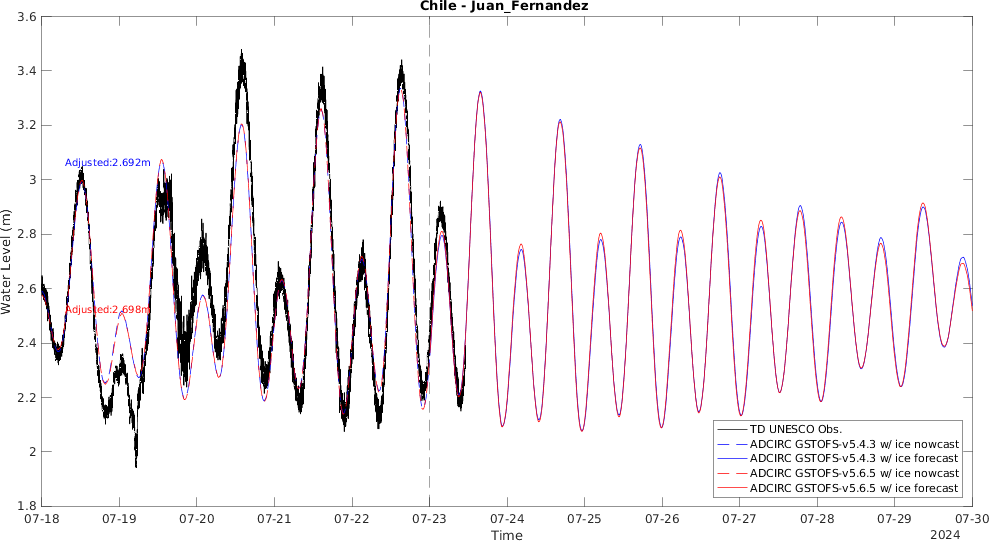 Chile - Juan_Fernandez
3.6
3.4
3.2
3
2.8
2.6
2.4
2.2
2
1.8
Water Level (m)
Adjusted:2.692m
Adjusted:2.698m
TD UNESCO Obs.
ADCIRC GSTOFS-v5.4.3 w/ ice nowcast
ADCIRC GSTOFS-v5.4.3 w/ ice forecast
ADCIRC GSTOFS-v5.6.5 w/ ice nowcast
ADCIRC GSTOFS-v5.6.5 w/ ice forecast
07-18 07-19 07-20 07-21 07-22 07-23 07-24 07-25 07-26 07-27 07-28 07-29 07-30
Time
2024